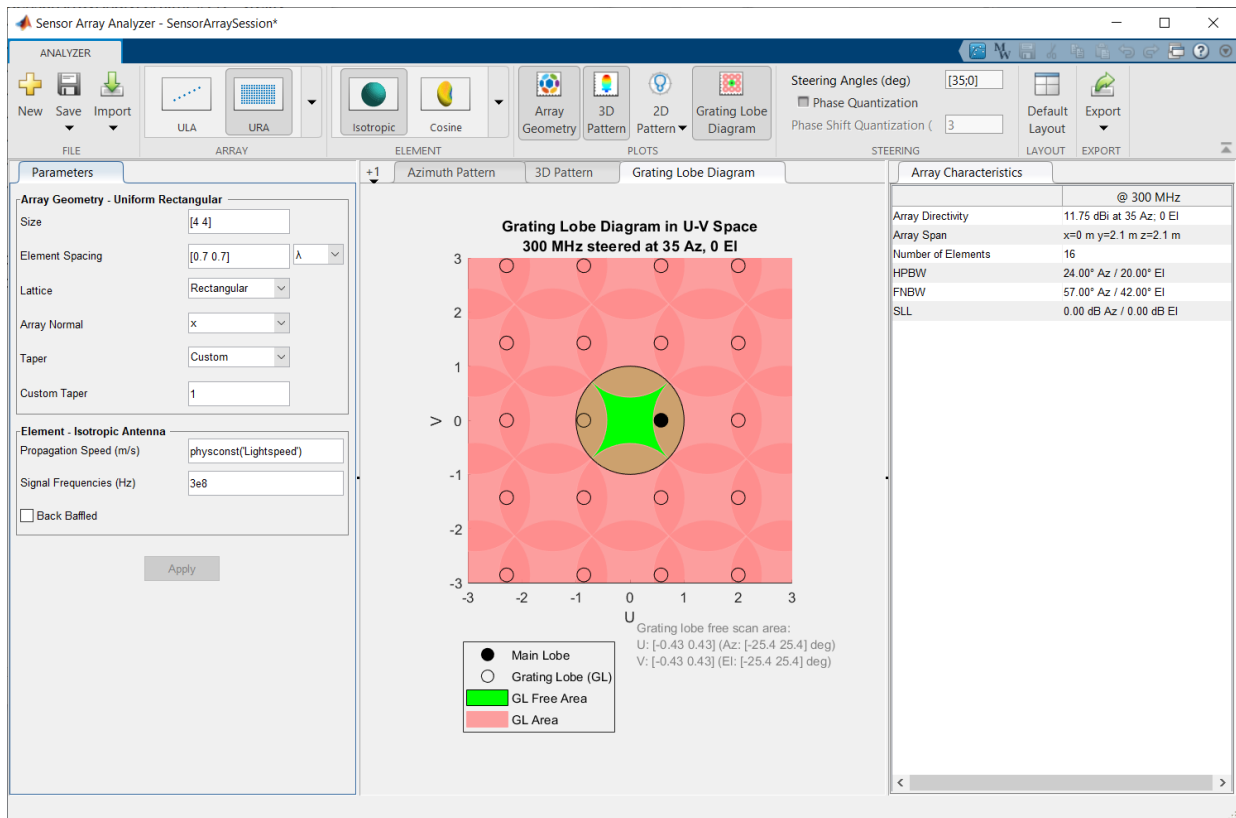 Sensor Array Analyzer - SensorArraySession*
ANALYZER
New
Save
Import
FILE
ULA
URA
ARRAY
Isotropic
Cosine
ELEMENT
Array Geometry
3D Pattern
2D Pattern
Grating Lobe Diagram
PLOTS
Steering Angles (deg) [35;0]
Phase Quantization
Phase Shift Quantization ( 3
STEERING
Default Layout
LAYOUT
Export
EXPORT
Parameters
Array Geometry - Uniform Rectangular
Size [4 4]
Element Spacing [0.7 0.7] λ
Lattice Rectangular
Array Normal x
Taper Custom
Custom Taper 1
Element - Isotropic Antenna
Propagation Speed (m/s) physconst('Lightspeed')
Signal Frequencies (Hz) 3e8
Back Baffled
Apply
+1 Azimuth Pattern 3D Pattern Grating Lobe Diagram
Grating Lobe Diagram in U-V Space
300 MHz steered at 35 Az, 0 El
3
2
1
V 0
-1
-2
-3
-3 -2 -1 0 1 2 3
U
Grating lobe free scan area:
U: [-0.43 0.43] (Az: [-25.4 25.4] deg)
V: [-0.43 0.43] (El: [-25.4 25.4] deg)
Main Lobe
Grating Lobe (GL)
GL Free Area
GL Area
Array Characteristics
@ 300 MHz
Array Directivity 11.75 dBi at 35 Az; 0 El
Array Span x=0 m y=2.1 m z=2.1 m
Number of Elements 16
HPBW 24.00° Az / 20.00° El
FNBW 57.00° Az / 42.00° El
SLL 0.00 dB Az / 0.00 dB El